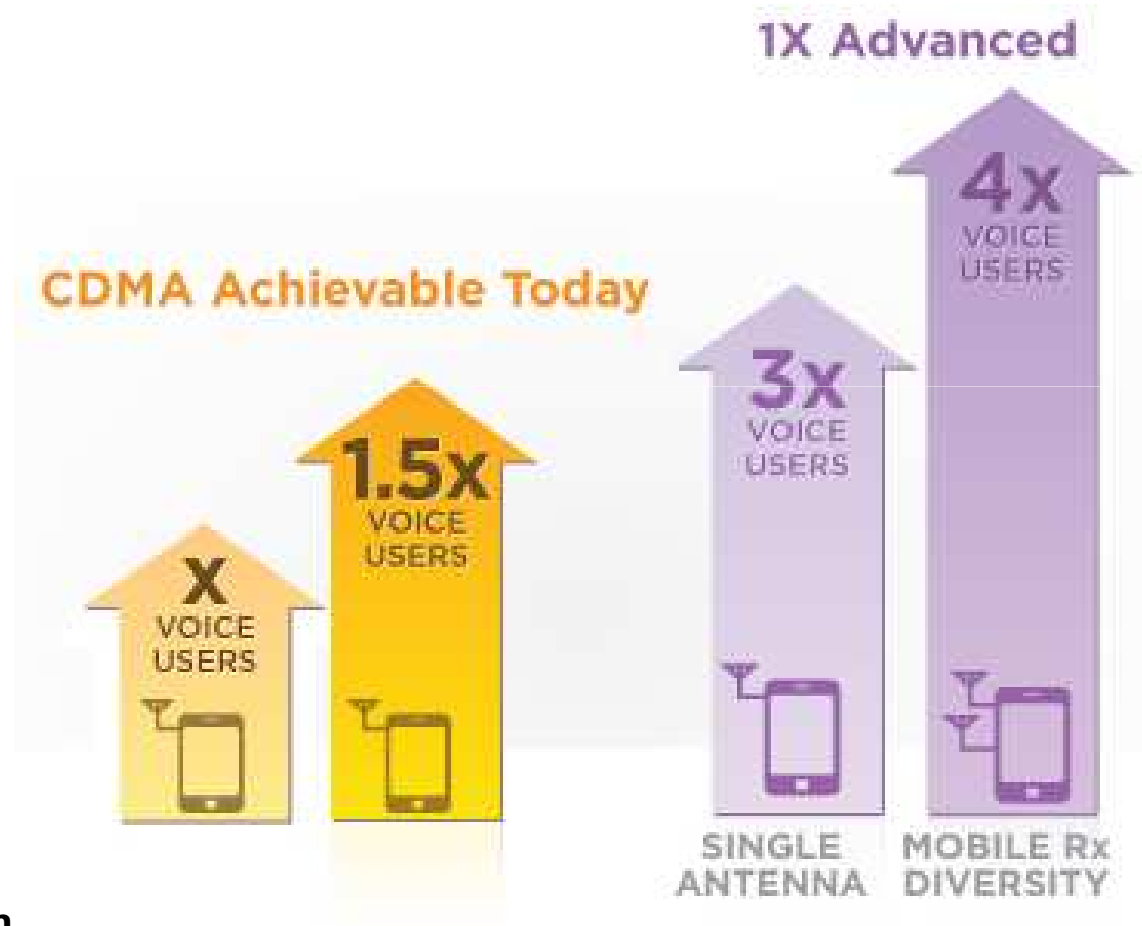 1X Advanced
4x
VOICE
USERS
CDMA Achievable Today
3x
VOICE
USERS
1.5x
VOICE
USERS
X
VOICE
USERS
SINGLE
ANTENNA
MOBILE Rx
DIVERSITY